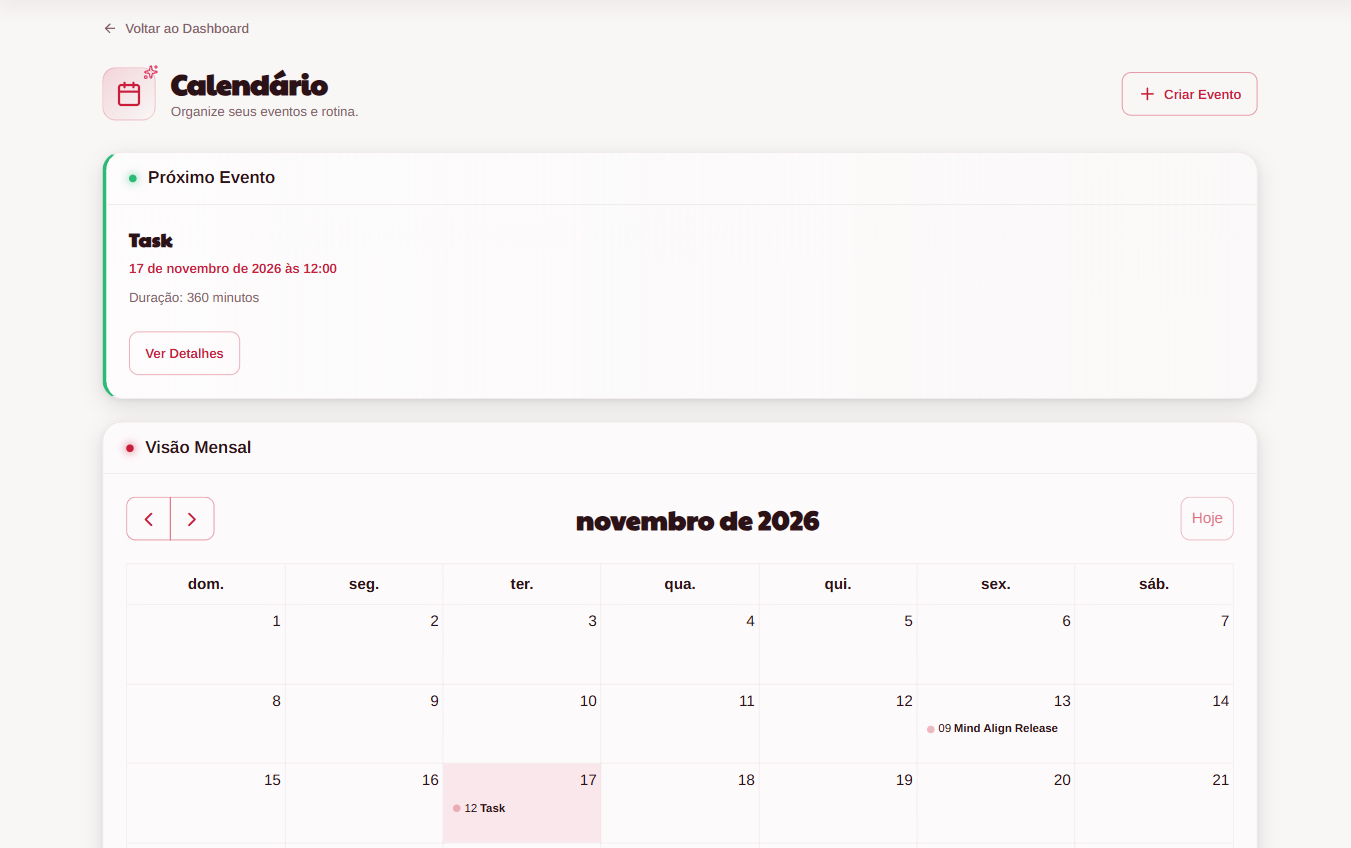 Voltar ao Dashboard
Calendário
Organize seus eventos e rotina.
Criar Evento
Próximo Evento
Task
17 de novembro de 2026 às 12:00
Duração: 360 minutos
Ver Detalhes
Visão Mensal
novembro de 2026
Hoje
dom. seg. ter. qua. qui. sex. sáb.
1 2 3 4 5 6 7
8 9 10 11 12 13 14
09 Mind Align Release
15 16 17 18 19 20 21
12 Task